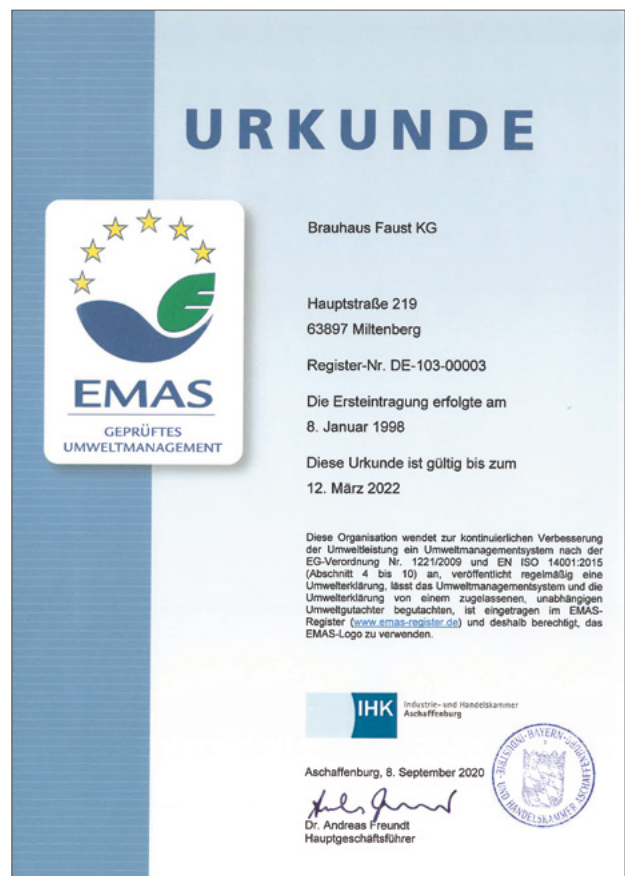 URKUNDE
EMAS
GEPRÜFTES
UMWELTMANAGEMENT
Brauhaus Faust KG
Hauptstraße 219
63897 Miltenberg
Register-Nr. DE-103-00003
Die Ersteintragung erfolgte am
8. Januar 1998
Diese Urkunde ist gültig bis zum
12. März 2022
Diese Organisation wendet zur kontinuierlichen Verbesserung
der Umweltleistung ein Umweltmanagementsystem nach der
EG-Verordnung Nr. 1221/2009 und EN ISO 14001:2015
(Abschnitt 4 bis 10) an, veröffentlicht regelmäßig eine
Umwelterklärung, lässt das Umweltmanagementsystem und die
Umwelterklärung von einem zugelassenen, unabhängigen
Umweltgutachter begutachten, ist eingetragen im EMAS-
Register (www.emas-register.de) und deshalb berechtigt, das
EMAS-Logo zu verwenden.
IHK
Industrie- und Handelskammer
Aschaffenburg
Aschaffenburg, 8. September 2020
Dr. Andreas Freundt
Hauptgeschäftsführer
BAYERN
INDUSTRIE- UND HANDELSKAMMER ASCHAFFENBURG